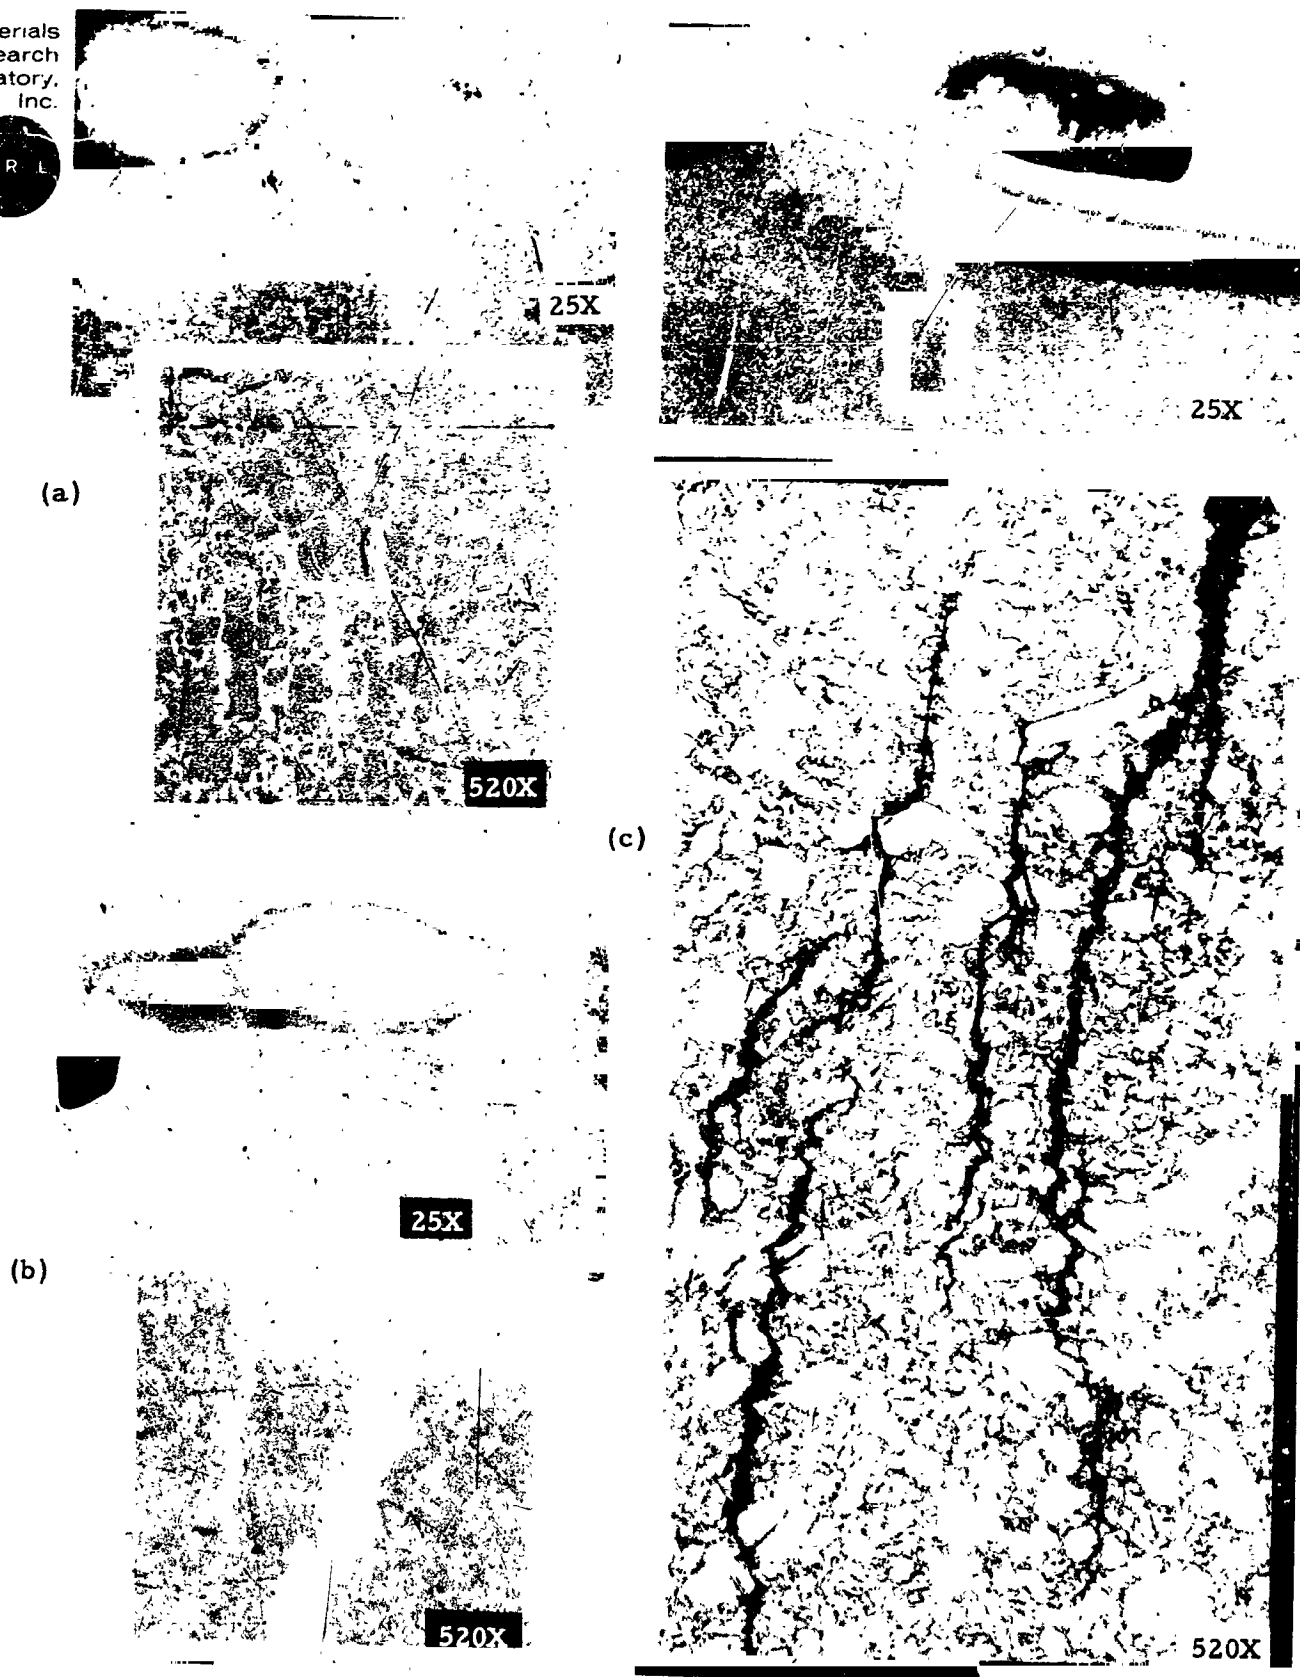 erials
earch
atory,
Inc.
R L
25X
25X
(a)
520X
(c)
25X
(b)
520X
520X